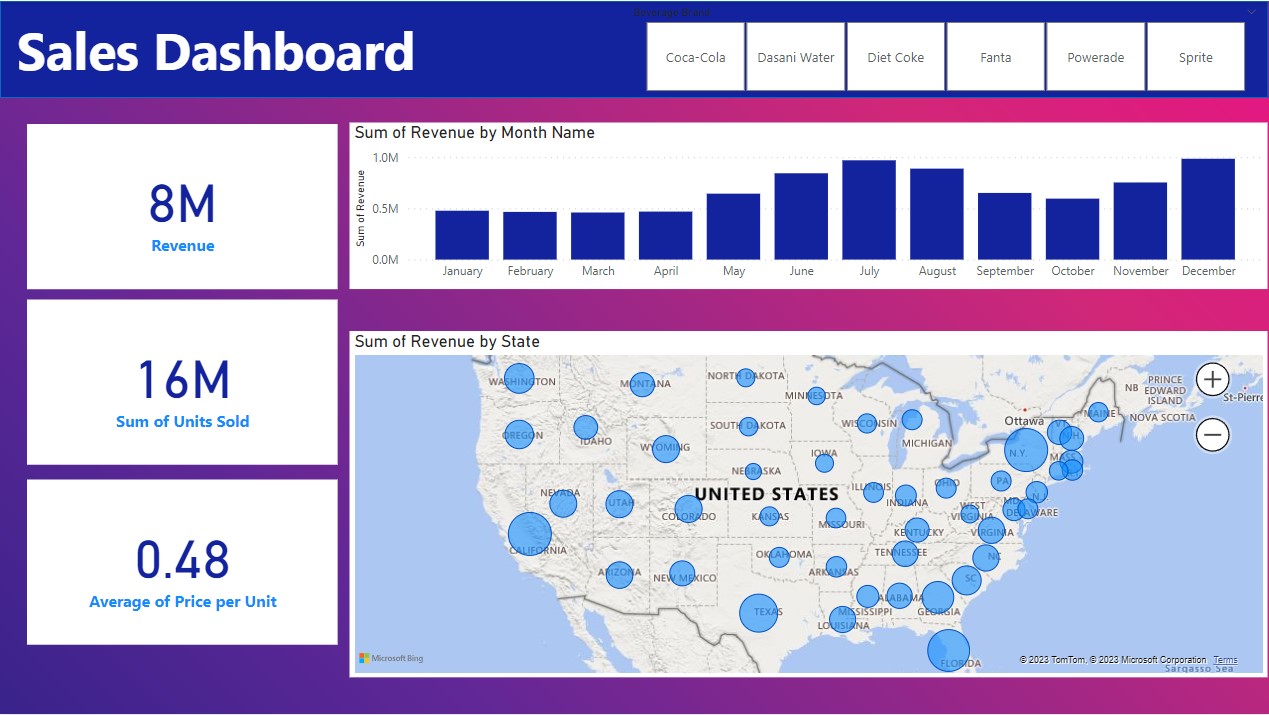 Beverage Brand
Sales Dashboard
Coca-Cola
Dasani Water
Diet Coke
Fanta
Powerade
Sprite
8M
Revenue
16M
Sum of Units Sold
0.48
Average of Price per Unit
Sum of Revenue by Month Name
Sum of Revenue
1.0M
0.5M
0.0M
January
February
March
April
May
June
July
August
September
October
November
December
Sum of Revenue by State
WASHINGTON
MONTANA
NORTH DAKOTA
MINNESOTA
OREGON
IDAHO
WYOMING
SOUTH DAKOTA
WISCONSIN
MICHIGAN
Ottawa
MAINE
NB
PRINCE
EDWARD
ISLAND
NOVA SCOTIA
St-Pierre
VT
NH
N.Y.
MASS
NEBRASKA
IOWA
ILLINOIS
INDIANA
OHIO
PA
N.J.
MD
DELAWARE
NEVADA
UTAH
COLORADO
UNITED STATES
KANSAS
MISSOURI
WEST
VIRGINIA
KENTUCKY
VIRGINIA
CALIFORNIA
ARIZONA
NEW MEXICO
OKLAHOMA
ARKANSAS
TENNESSEE
NC
SC
TEXAS
LOUISIANA
MISSISSIPPI
ALABAMA
GEORGIA
FLORIDA
Microsoft Bing
© 2023 TomTom, © 2023 Microsoft Corporation Terms
Sargasso Sea